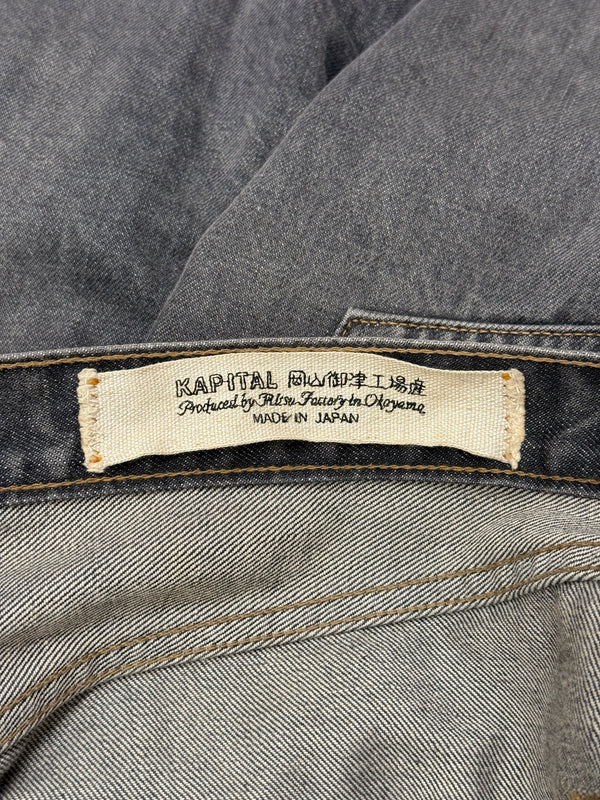 KAPITAL 岡山御津工場産
Produced by Mitsu Factory in Okayama
MADE IN JAPAN